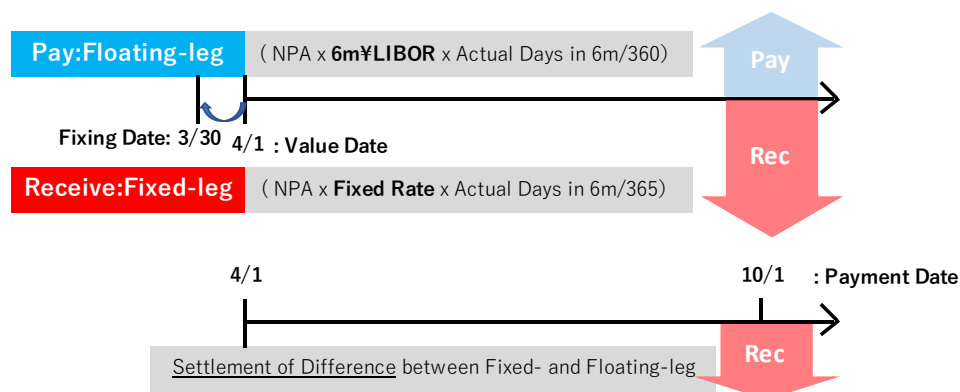 Pay:Floating-leg
( NPA x 6m¥LIBOR x Actual Days in 6m/360)
Pay
Fixing Date: 3/30
4/1 : Value Date
Rec
Receive:Fixed-leg
( NPA x Fixed Rate x Actual Days in 6m/365)
4/1
10/1 : Payment Date
Settlement of Difference between Fixed- and Floating-leg
Rec